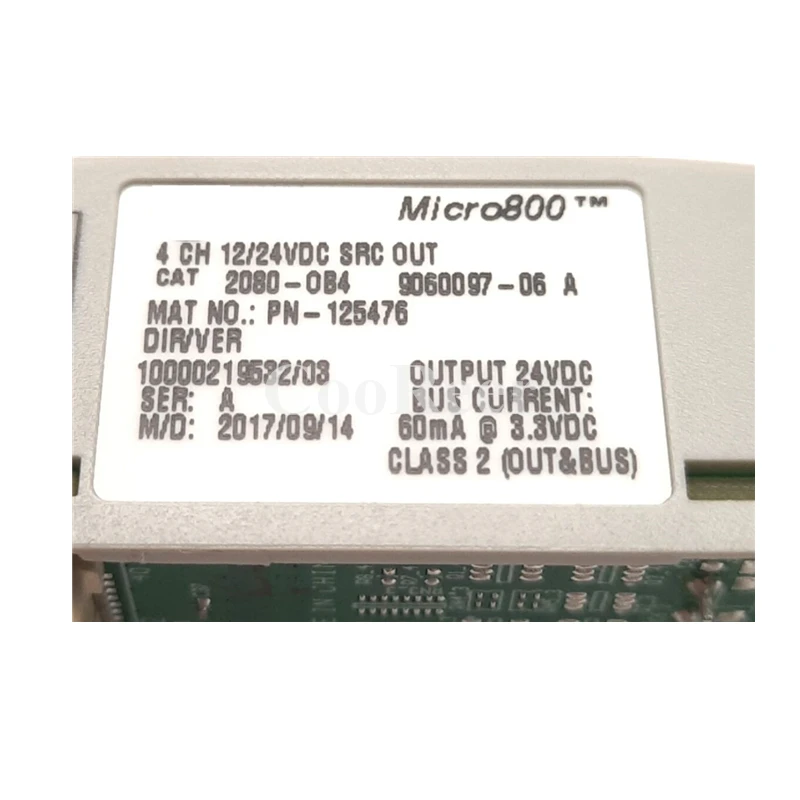 Micro800™
4 CH 12/24VDC SRC OUT
CAT 2080-OB4 9060097-06 A
MAT NO.: PN-125476
DIR/VER
10000219532/03 OUTPUT 24VDC
SER: A BUS CURRENT:
M/D: 2017/09/14 60mA @ 3.3VDC
CLASS 2 (OUT&BUS)